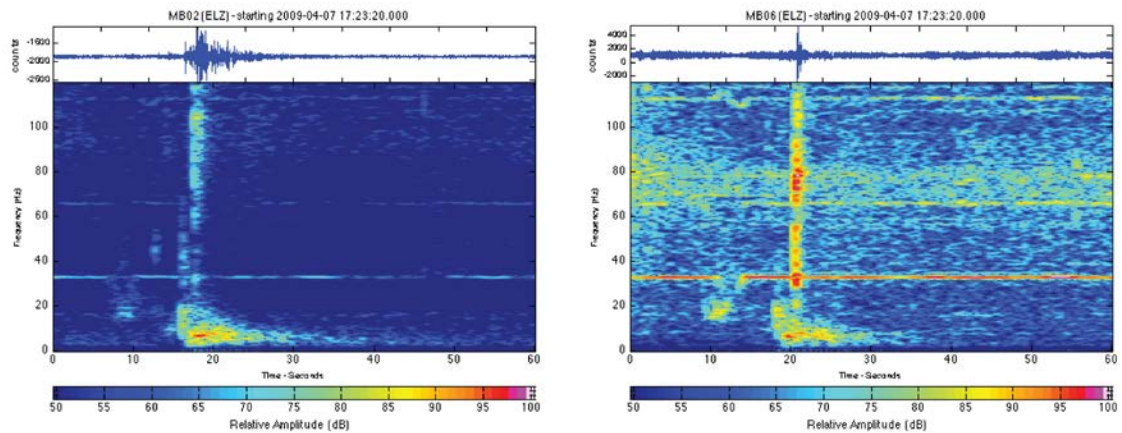 MB02 (ELZ) - starting 2009-04-07 17:23:20.000
counts
-1500
-2000
-2500
Frequency (Hz)
100
80
60
40
20
0
0 10 20 30 40 50 60
Time - Seconds
50 55 60 65 70 75 80 85 90 95 100
Relative Amplitude (dB)
MB06 (ELZ) - starting 2009-04-07 17:23:20.000
counts
4000
2000
0
-2000
Frequency (Hz)
100
80
60
40
20
0
0 10 20 30 40 50 60
Time - Seconds
50 55 60 65 70 75 80 85 90 95 100
Relative Amplitude (dB)